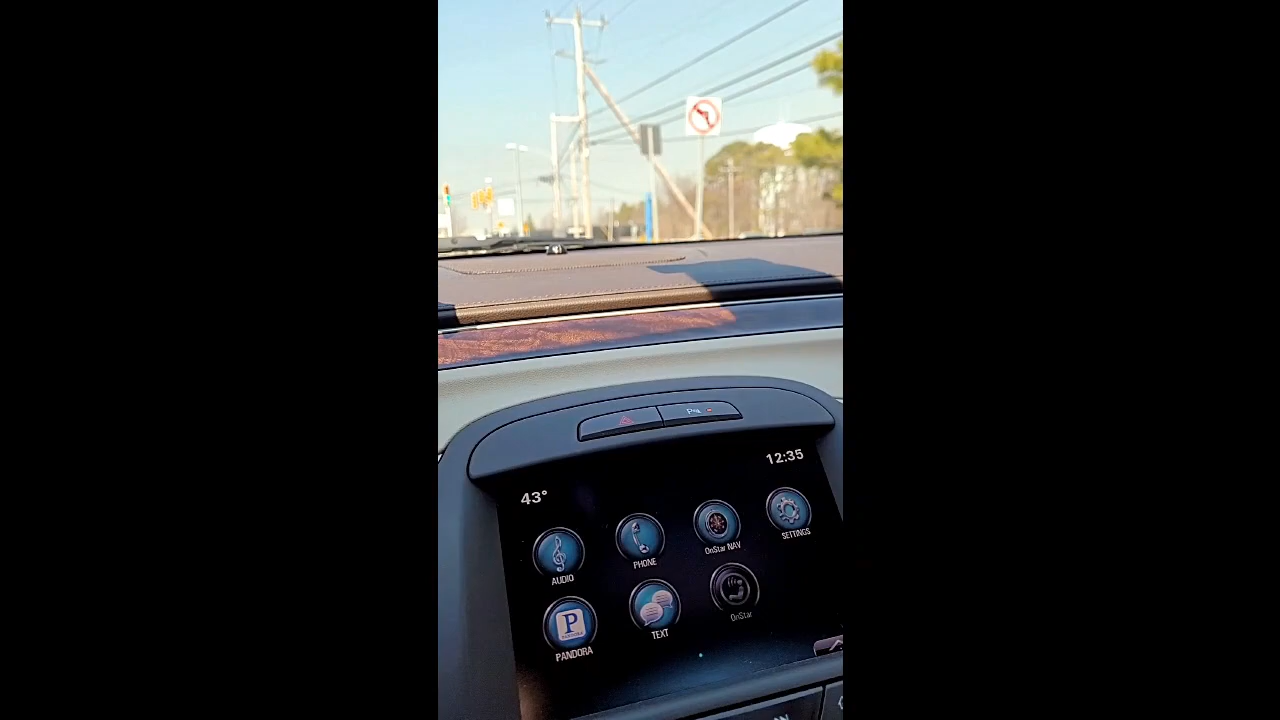 12:35
43°
AUDIO
PHONE
OnStar NAV
SETTINGS
PANDORA
TEXT
OnStar